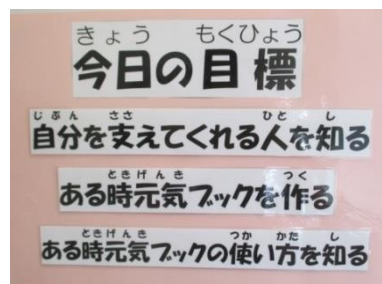 きょう もくひょう
今日の目標
じぶん ささ ひと し
自分を支えてくれる人を知る
ときげんき つく
ある時元気ブックを作る
ときげんき つか かた し
ある時元気ブックの使い方を知る